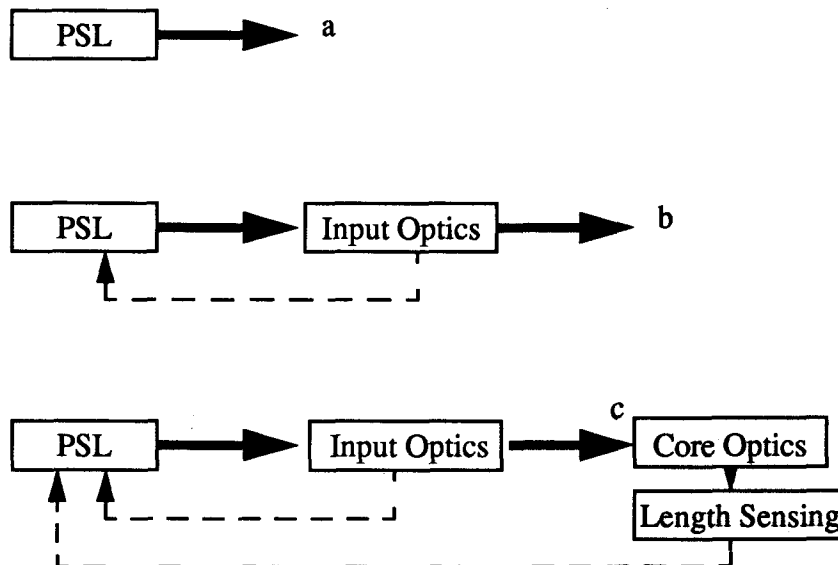 PSL
a
PSL
Input Optics
b
PSL
Input Optics
c
Core Optics
Length Sensing